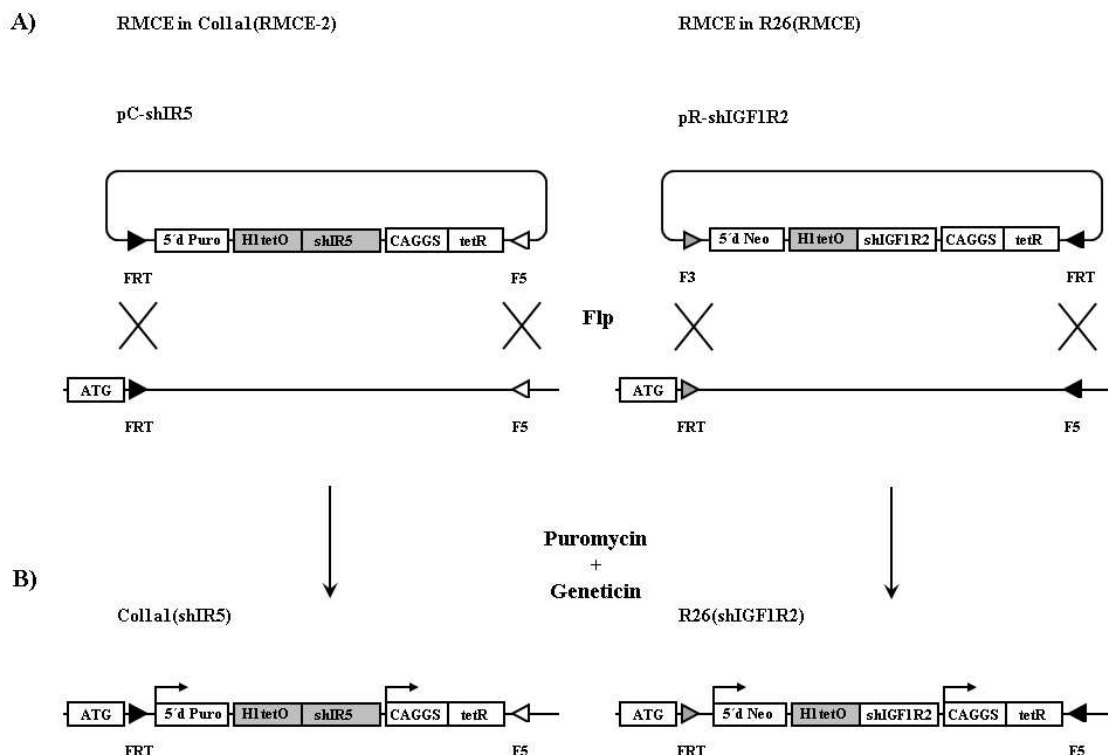 A)
RMCE in Col1a1(RMCE-2)
RMCE in R26(RMCE)
pC-shIR5
pR-shIGF1R2
5´d Puro H1tetO shIR5 CAGGS tetR
5´d Neo H1tetO shIGF1R2 CAGGS tetR
FRT F5
F3 FRT
Flp
ATG
ATG
FRT F5
FRT F5
Puromycin
+
Geneticin
B)
Col1a1(shIR5)
R26(shIGF1R2)
ATG 5´d Puro H1tetO shIR5 CAGGS tetR
ATG 5´d Neo H1tetO shIGF1R2 CAGGS tetR
FRT F5
FRT F5